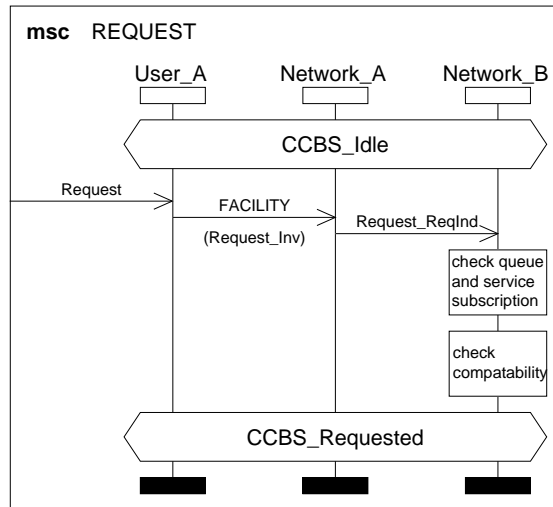 msc REQUEST
User_A Network_A Network_B
CCBS_Idle
Request
FACILITY
(Request_Inv)
Request_ReqInd
check queue
and service
subscription
check
compatability
CCBS_Requested